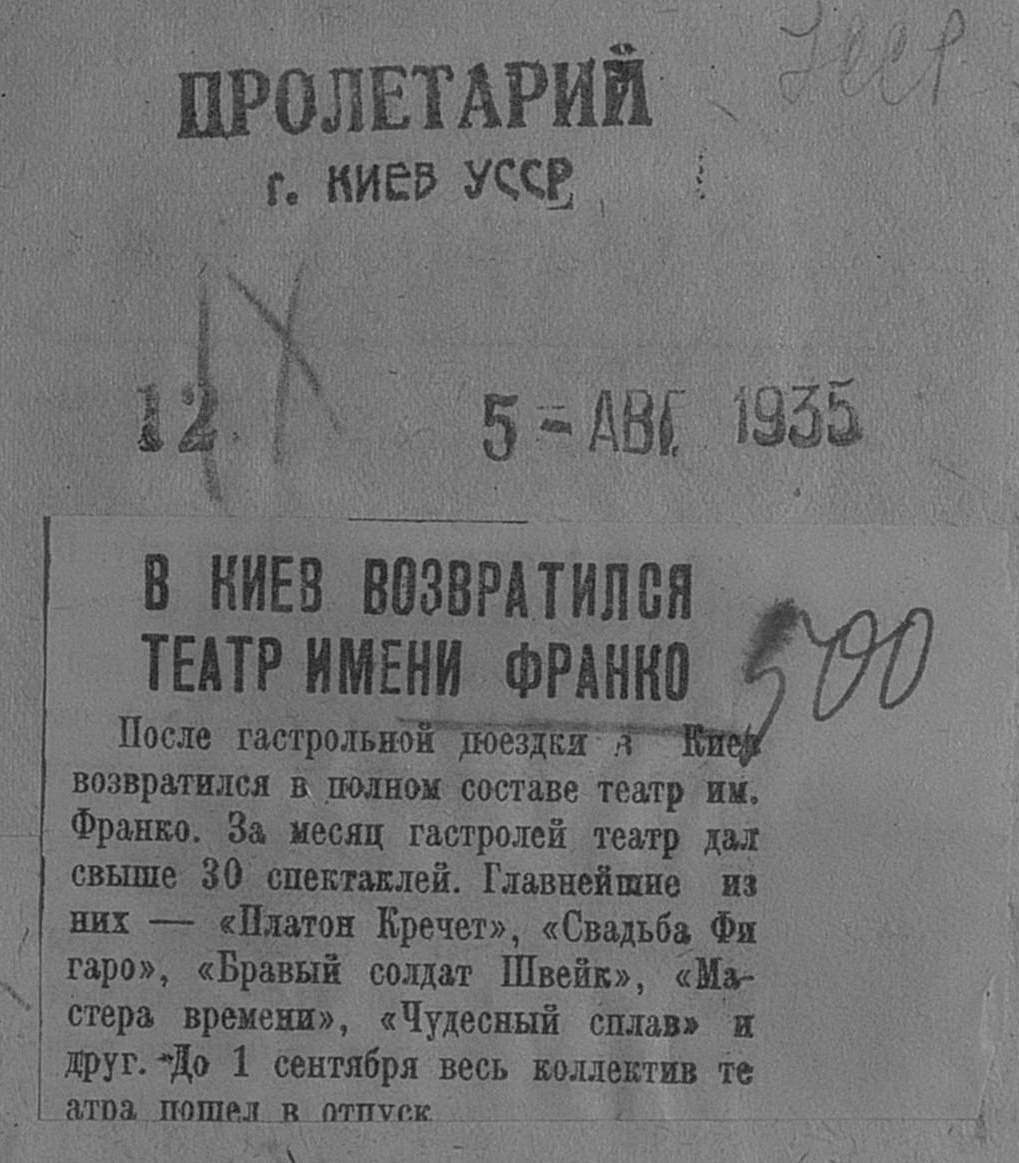 ПРОЛЕТАРИЙ
г. КИЕВ УССР
12. IX 5 - АВГ. 1935
В КИЕВ ВОЗВРАТИЛСЯ
ТЕАТР ИМЕНИ ФРАНКО
500
После гастрольной поездки в Киев
возвратился в полном составе театр им.
Франко. За месяц гастролей театр дал
свыше 30 спектаклей. Главнейшие из
них — «Платон Кречет», «Свадьба Фи
гаро», «Бравый солдат Швейк», «Ма-
стера времени», «Чудесный сплав» и
друг. До 1 сентября весь коллектив те
атра пошел в отпуск